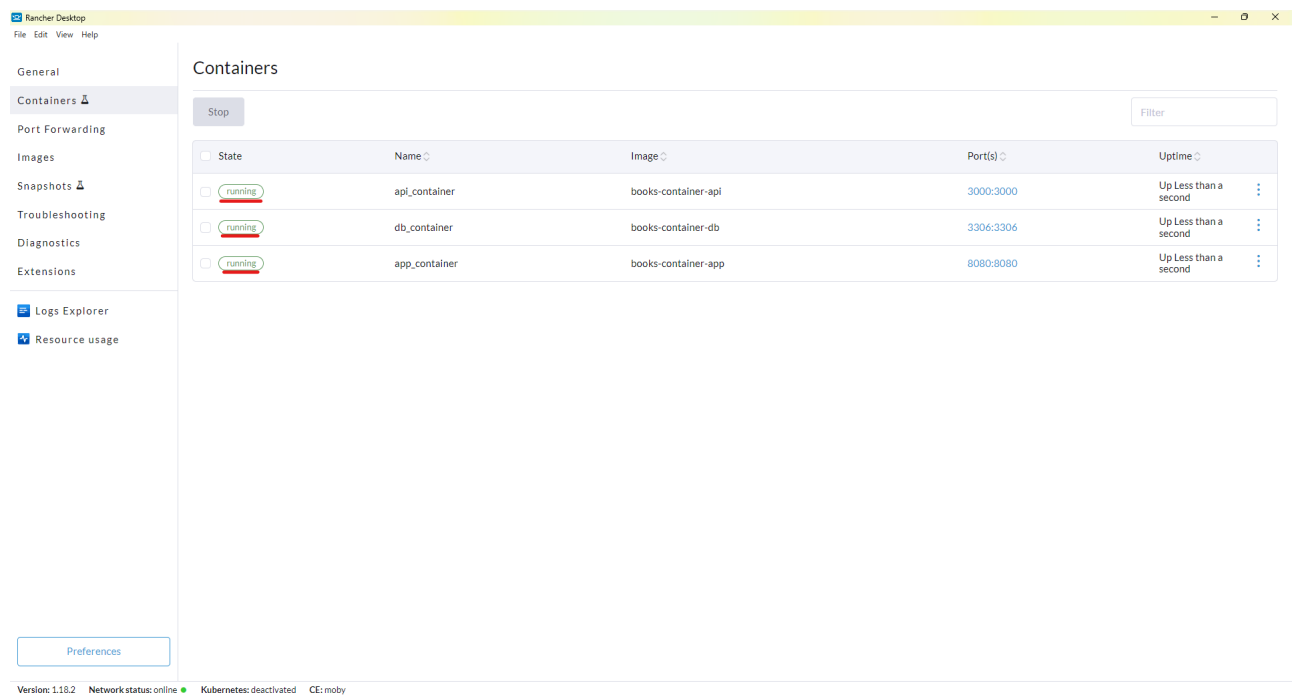 Rancher Desktop
File Edit View Help
General
Containers
Port Forwarding
Images
Snapshots
Troubleshooting
Diagnostics
Extensions
Logs Explorer
Resource usage
Preferences
Containers
Stop
Filter
State Name Image Port(s) Uptime
running api_container books-container-api 3000:3000 Up Less than a
second
running db_container books-container-db 3306:3306 Up Less than a
second
running app_container books-container-app 8080:8080 Up Less than a
second
Version: 1.18.2 Network status: online Kubernetes: deactivated CE: moby